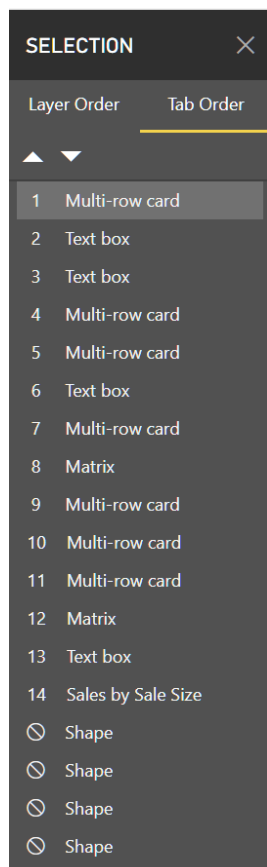 SELECTION
Layer Order Tab Order
1 Multi-row card
2 Text box
3 Text box
4 Multi-row card
5 Multi-row card
6 Text box
7 Multi-row card
8 Matrix
9 Multi-row card
10 Multi-row card
11 Multi-row card
12 Matrix
13 Text box
14 Sales by Sale Size
Shape
Shape
Shape
Shape